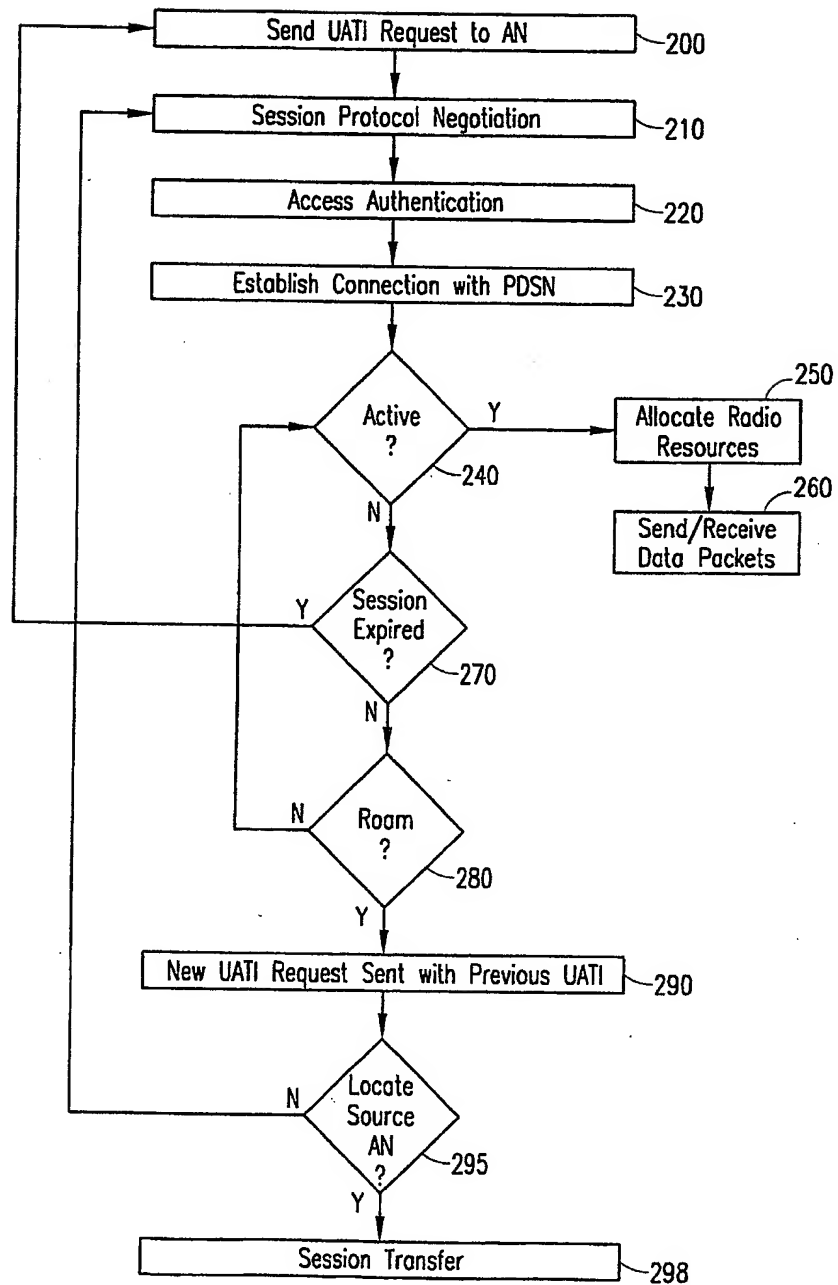 Send UATI Request to AN
200
Session Protocol Negotiation
210
Access Authentication
220
Establish Connection with PDSN
230
Active
?
240
Y
N
250
Allocate Radio
Resources
260
Send/Receive
Data Packets
Session
Expired
?
270
Y
N
Roam
?
280
N
Y
New UATI Request Sent with Previous UATI
290
Locate
Source
AN
?
295
N
Y
Session Transfer
298